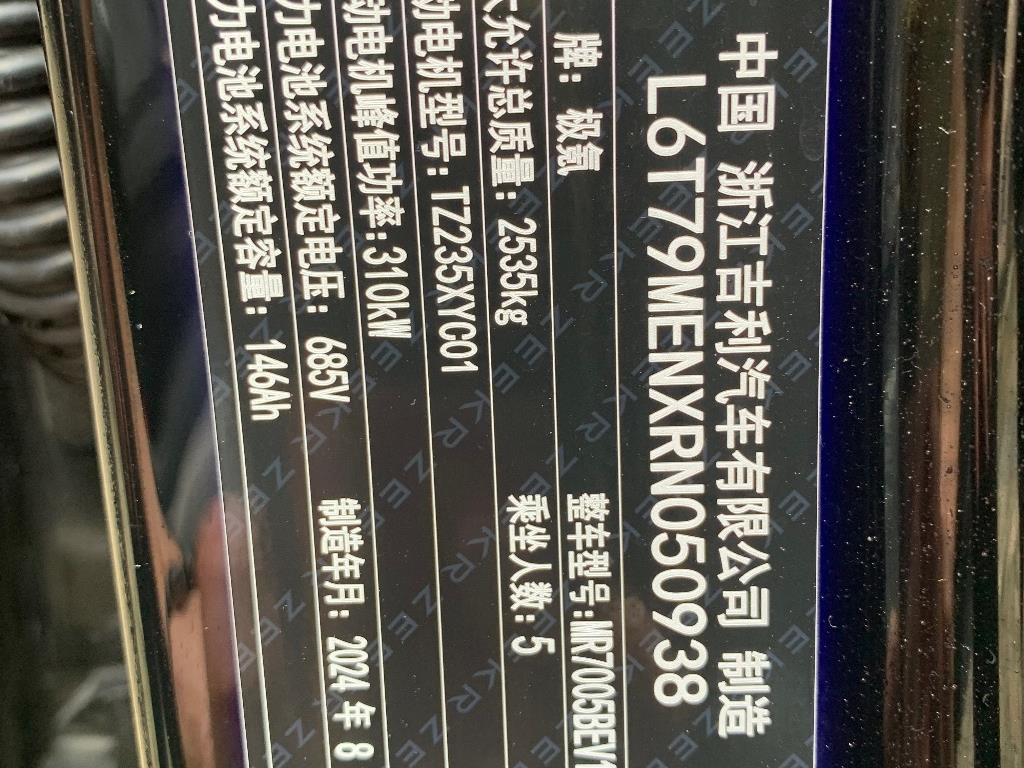 中国 浙江吉利汽车有限公司 制造
L6T79MENXRN050938
牌: 极氪 整车型号:MR7005BEV1
大允许总质量: 2535kg 乘坐人数: 5
动电机型号: TZ235XYC01
动电机峰值功率:310kW
力电池系统额定电压: 685V 制造年月: 2024 年 8
力电池系统额定容量: 146Ah